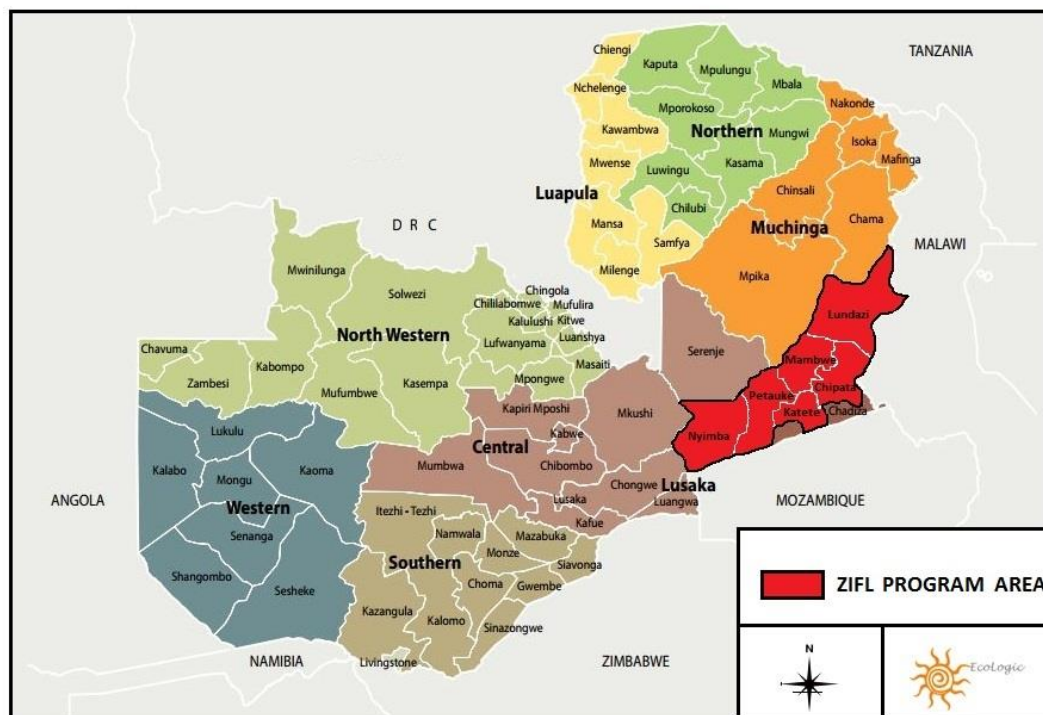 TANZANIA
Chiengi
Kaputa
Mpulungu
Mbala
Nchelenge
Mporokoso
Nakonde
Kawambwa
Northern
Mungwi
Isoka
Mafinga
Mwense
Luwingu
Kasama
Chinsali
Luapula
Chilubi
Mansa
Chama
Muchinga
Samfya
D R C
MALAWI
Milenge
Mpika
Mwinilunga
Solwezi
Chingola
Chililabomwe
Mufulira
Kalulushi
Kitwe
Lundazi
North Western
Lufwanyama
Luanshya
Serenje
Chavuma
Kabompo
Masaiti
Mambwe
Zambesi
Mufumbwe
Kasempa
Mpongwe
Chipata
Petauke
Kapiri Mposhi
Mkushi
Katete
Chadiza
Lukulu
Kabwe
Nyimba
Central
Kalabo
Kaoma
Mumbwa
Chibombo
Mongu
Chongwe
Lusaka
ANGOLA
Western
Lusaka
Luangwa
MOZAMBIQUE
Itezhi - Tezhi
Kafue
Senanga
Namwala
Mazabuka
Monze
Siavonga
Southern
Shangombo
Choma
Gwembe
Sesheke
Kazangula
Kalomo
Sinazongwe
Livingstone
NAMIBIA
ZIMBABWE
ZIFL PROGRAM AREA
N
EcoLogic